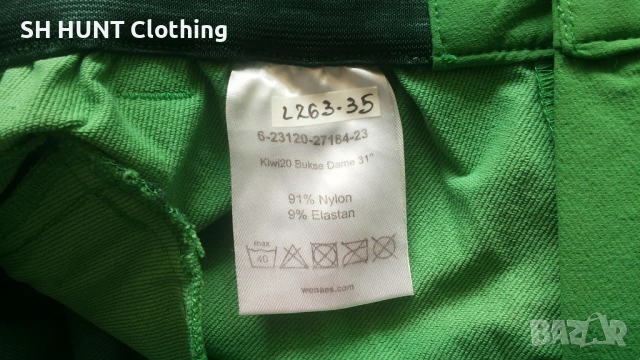 SH HUNT Clothing
L263-35
6-23120-27184-23
Kiwi20 Bukse Dame 31"
91% Nylon
9% Elastan
max
40
wenaas.com
BAZAR